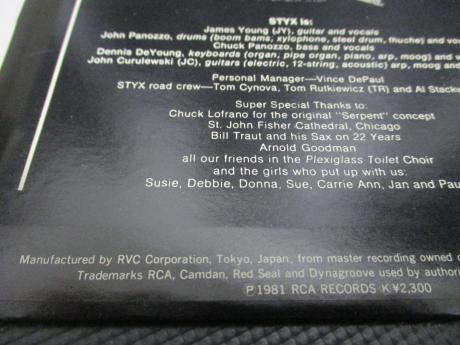 STYX is:
James Young (JY), guitar and vocals
John Panozzo, drums (boom bams, xylophone, steel drum, thuche) and vo
Chuck Panozzo, bass and vocals
Dennis DeYoung, keyboards (organ, pipe organ, piano, arp, moog) and v
John Curulewski (JC), guitars (electric, 12-string, acoustic) arp, moog and
Personal Manager—Vince DePaul
STYX road crew—Tom Cynova, Tom Rutkiewicz (TR) and Al Stackw
Super Special Thanks to:
Chuck Lofrano for the original "Serpent" concept
St. John Fisher Cathedral, Chicago
Bill Traut and his Sax on 22 Years
Arnold Goodman
all our friends in the Plexiglass Toilet Choir
and the girls who put up with us:
Susie, Debbie, Donna, Sue, Carrie Ann, Jan and Pau
Manufactured by RVC Corporation, Tokyo, Japan, from master recording owned o
Trademarks RCA, Camdan, Red Seal and Dynagroove used by authori
Ⓟ1981 RCA RECORDS K ¥2,300